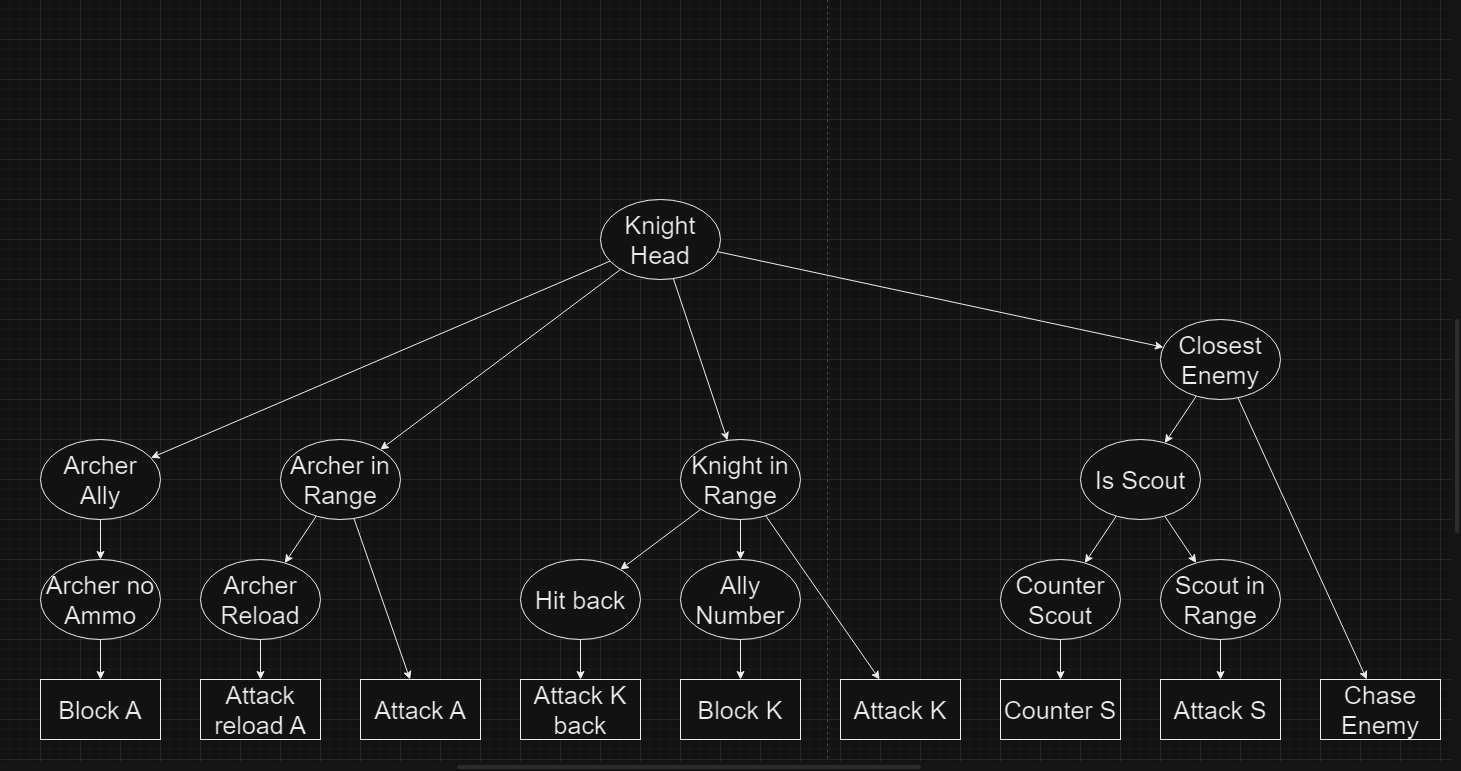 Knight
Head
Closest
Enemy
Archer
Ally
Archer in
Range
Knight in
Range
Is Scout
Archer no
Ammo
Archer
Reload
Hit back
Ally
Number
Counter
Scout
Scout in
Range
Block A
Attack
reload A
Attack A
Attack K
back
Block K
Attack K
Counter S
Attack S
Chase
Enemy